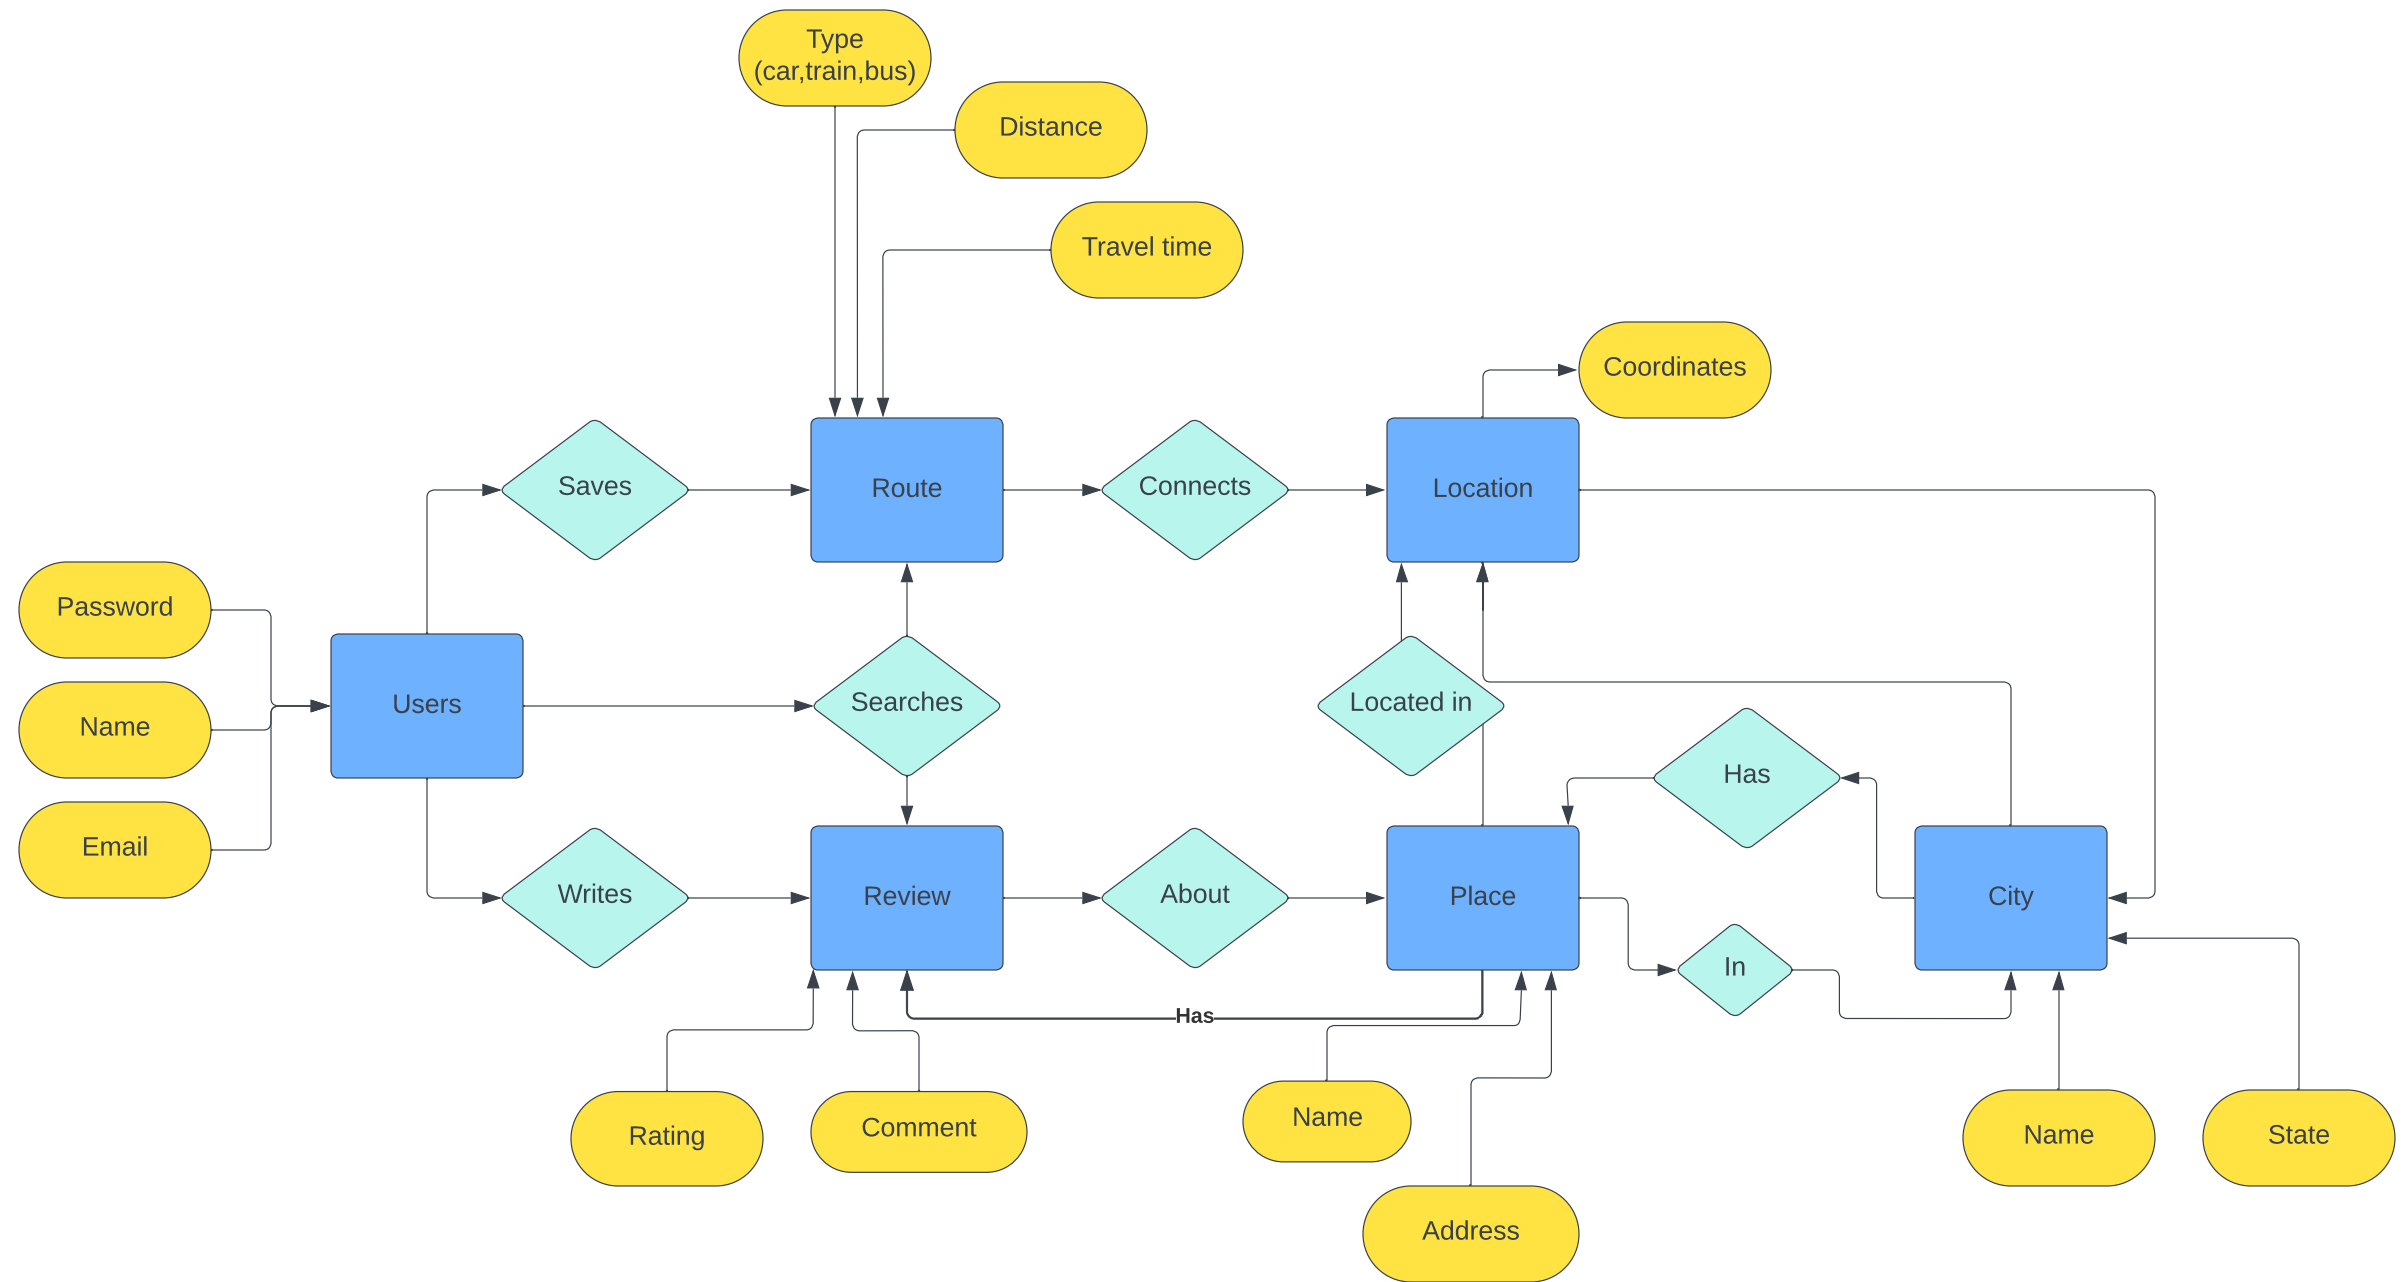 Type
(car,train,bus)
Distance
Travel time
Coordinates
Saves
Route
Connects
Location
Password
Name
Email
Users
Searches
Located in
Has
Writes
Review
About
Place
City
In
Has
Rating
Comment
Name
Address
Name
State